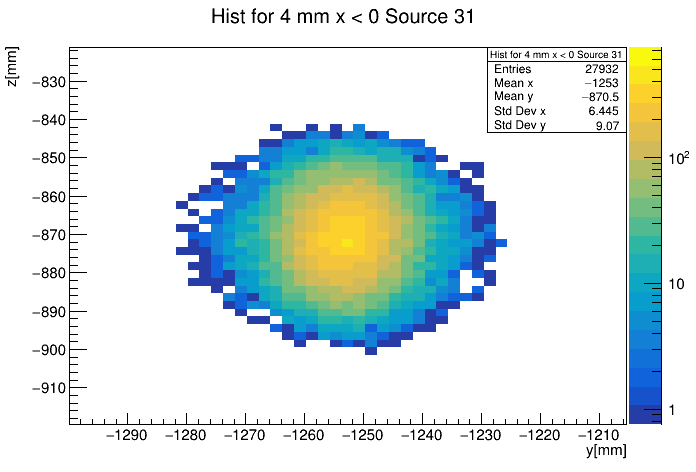 Hist for 4 mm x < 0 Source 31
z[mm]
Hist for 4 mm x < 0 Source 31
Entries 27932
Mean x −1253
Mean y −870.5
Std Dev x 6.445
Std Dev y 9.07
−830
−840
−850
−860
−870
−880
−890
−900
−910
10²
10
1
−1290 −1280 −1270 −1260 −1250 −1240 −1230 −1220 −1210
y[mm]